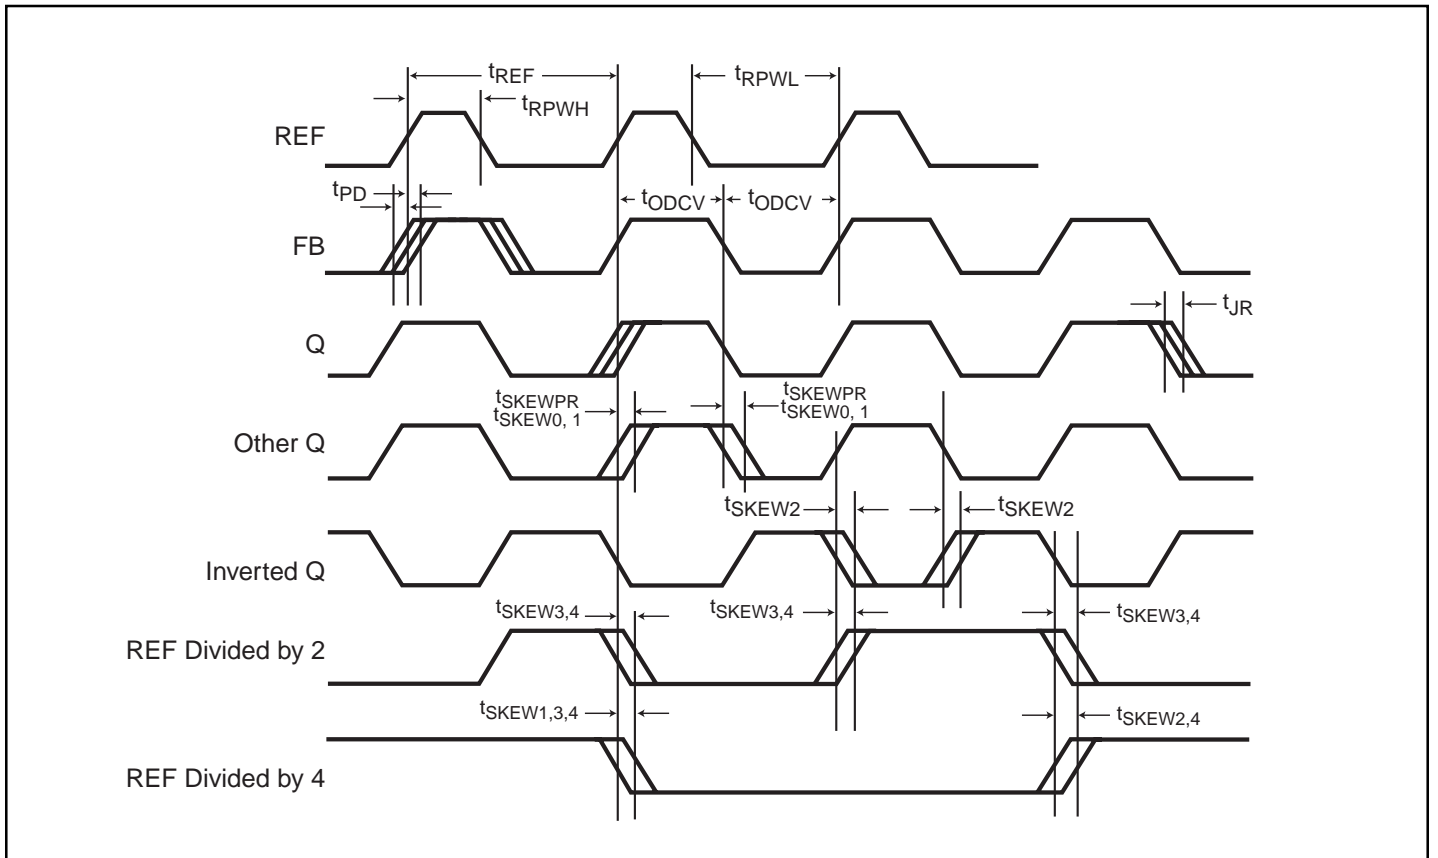 tREF
tRPWL
tRPWH
REF
tPD
tODCV
tODCV
FB
tJR
Q
tSKEWPR
tSKEW0, 1
tSKEWPR
tSKEW0, 1
Other Q
tSKEW2
tSKEW2
Inverted Q
tSKEW3,4
tSKEW3,4
tSKEW3,4
REF Divided by 2
tSKEW1,3,4
tSKEW2,4
REF Divided by 4